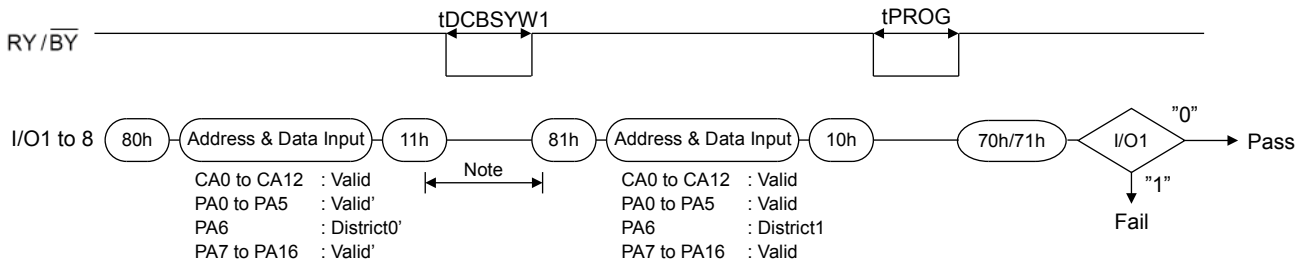 tDCBSYW1
tPROG
RY/BY
I/O1 to 8
80h
Address & Data Input
11h
81h
Address & Data Input
10h
70h/71h
I/O1
"0"
Pass
"1"
Fail
Note
CA0 to CA12 : Valid
PA0 to PA5 : Valid'
PA6 : District0'
PA7 to PA16 : Valid'
CA0 to CA12 : Valid
PA0 to PA5 : Valid
PA6 : District1
PA7 to PA16 : Valid